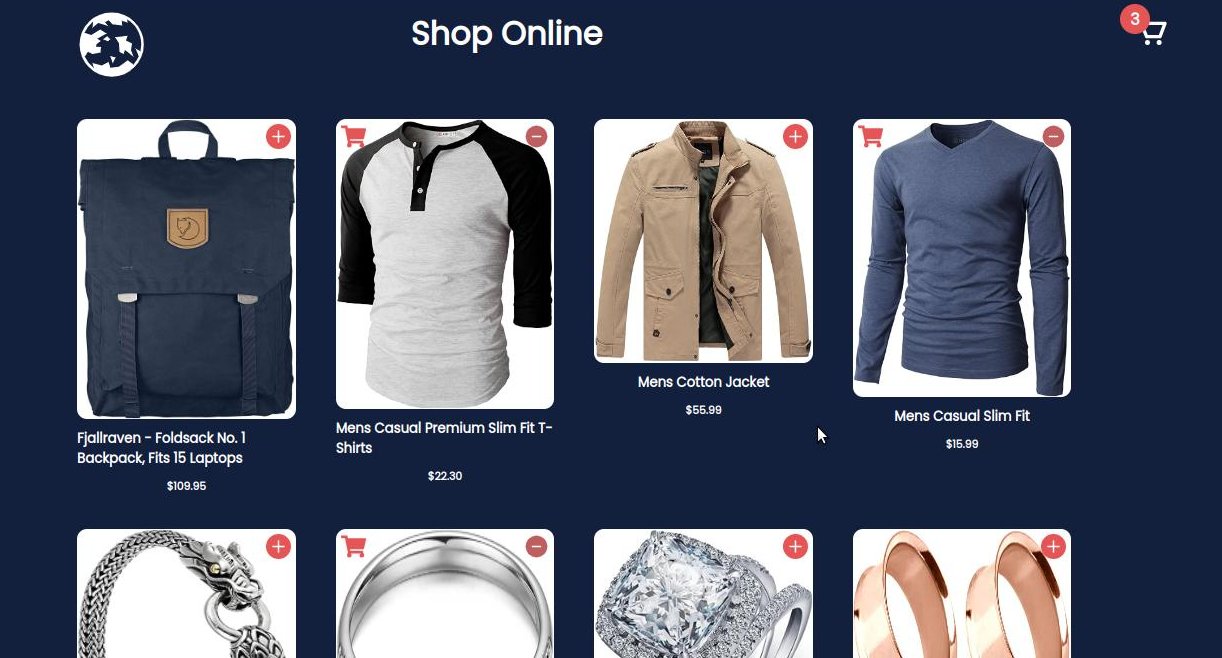 Shop Online
3
Fjallraven - Foldsack No. 1
Backpack, Fits 15 Laptops
$109.95
Mens Casual Premium Slim Fit T-
Shirts
$22.30
Mens Cotton Jacket
$55.99
Mens Casual Slim Fit
$15.99